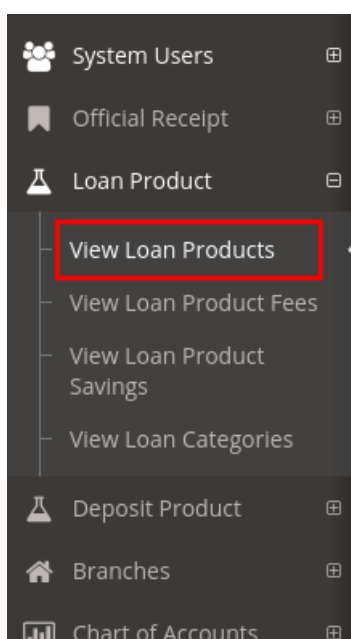 System Users
Official Receipt
Loan Product
View Loan Products
View Loan Product Fees
View Loan Product
Savings
View Loan Categories
Deposit Product
Branches
Chart of Accounts